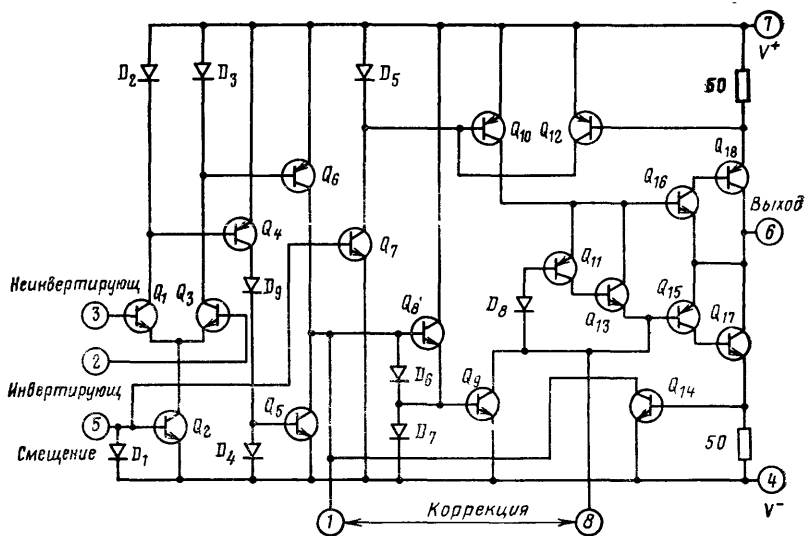 7
V+
D2
D3
D5
50
Q10
Q12
Q6
Q18
Q16
Выход
6
Q4
Q7
Q11
Неинвертирующ
Q1
Q3
D9
Q8'
D8
Q13
Q15
Q17
3
2
Инвертирующ
D6
Q9
Q14
5
Q2
Q5
D7
50
Смещение
D1
D4
4
V-
1
Коррекция
8